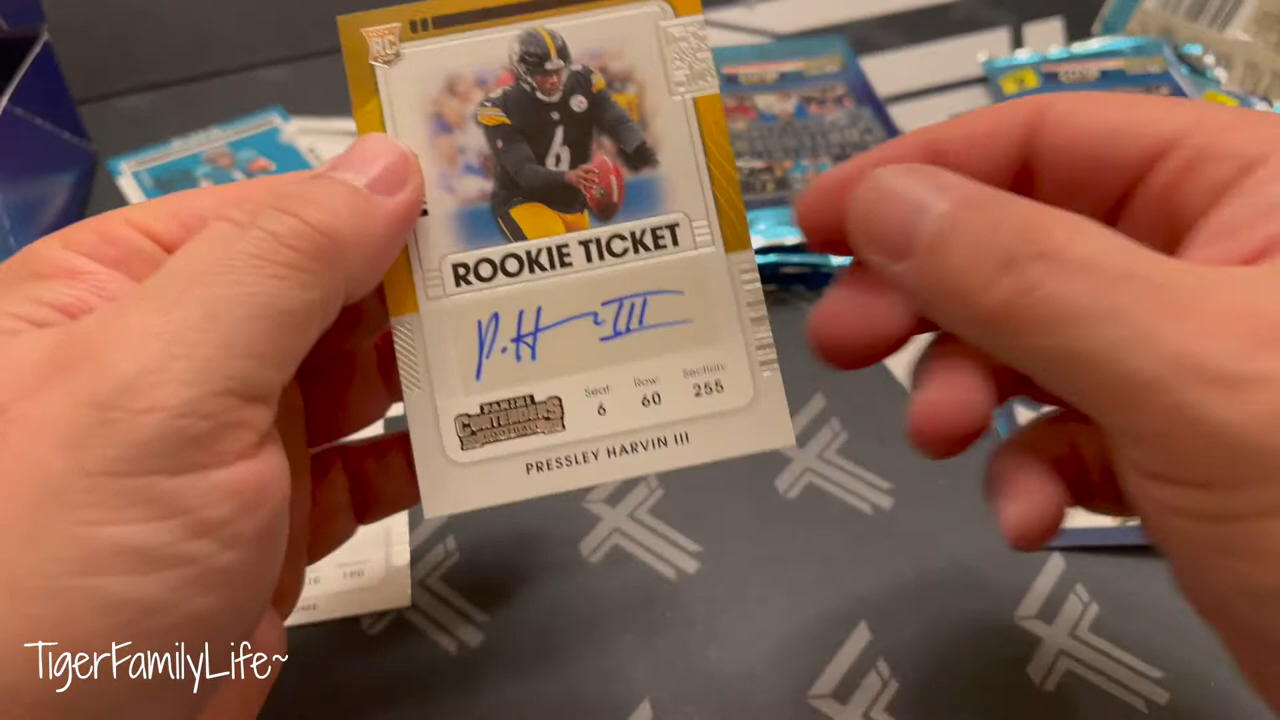 RC
6
ROOKIE TICKET
P. H III
Seat Row Section
6 60 255
PANINI
CONTENDERS
FOOTBALL
PRESSLEY HARVIN III
TigerFamilyLife~